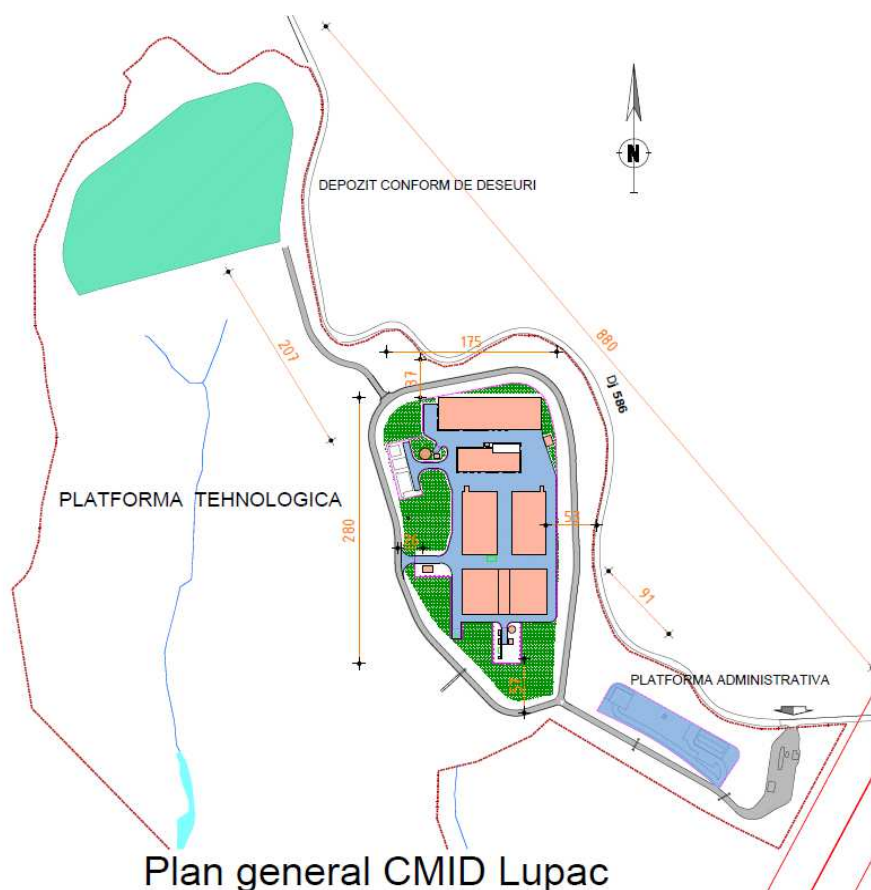 N
DEPOZIT CONFORM DE DESEURI
207
175
880
37
Dj 586
PLATFORMA TEHNOLOGICA
280
53
26
91
PLATFORMA ADMINISTRATIVA
Plan general CMID Lupac